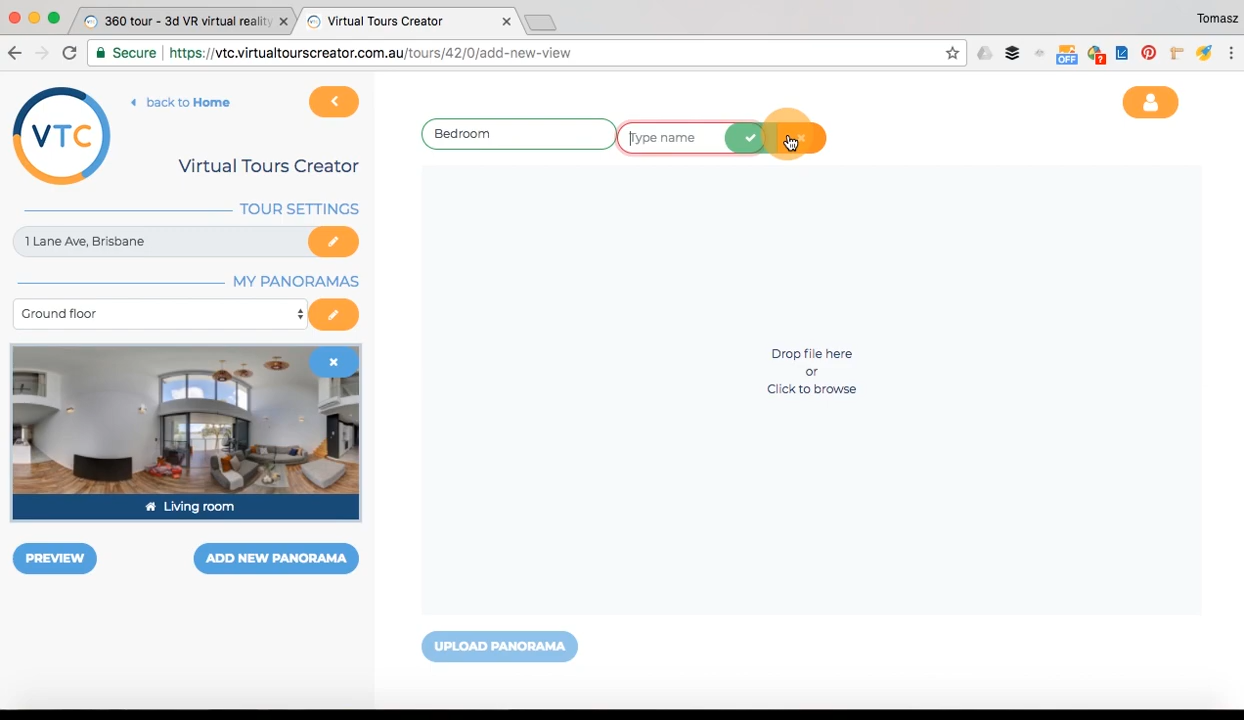 360 tour - 3d VR virtual reality
Virtual Tours Creator
Tomasz
Secure
https://vtc.virtualtourscreator.com.au/tours/42/0/add-new-view
OFF
?
VTC
back to Home
Virtual Tours Creator
TOUR SETTINGS
1 Lane Ave, Brisbane
MY PANORAMAS
Ground floor
Living room
PREVIEW
ADD NEW PANORAMA
Bedroom
Type name
Drop file here
or
Click to browse
UPLOAD PANORAMA